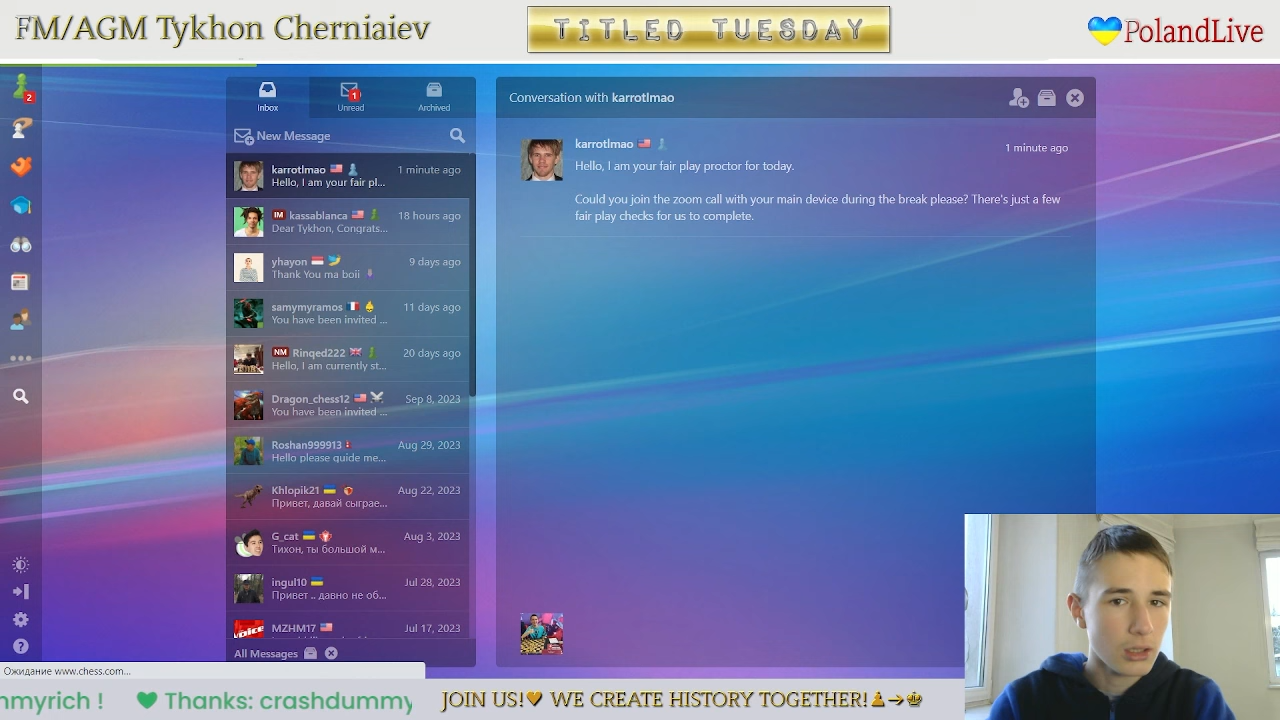 FM/AGM Tykhon Cherniaiev
TITLED TUESDAY
PolandLive
2
Inbox
1
Unread
Archived
New Message
karrotlmao
1 minute ago
Hello, I am your fair pl...
IM kassablanca
18 hours ago
Dear Tykhon, Congrats...
yhayon
9 days ago
Thank You ma boii
samymyramos
11 days ago
You have been invited ...
NM Rinqed222
20 days ago
Hello, I am currently st...
Dragon_chess12
Sep 8, 2023
You have been invited ...
Roshan999913
Aug 29, 2023
Hello please guide me...
Khlopik21
Aug 22, 2023
Привет, давай сыграе...
G_cat
Aug 3, 2023
Тихон, ты большой м...
ingul10
Jul 28, 2023
Привет .. давно не об...
MZHM17
Jul 17, 2023
VOICE
All Messages
Conversation with karrotlmao
karrotlmao
1 minute ago
Hello, I am your fair play proctor for today.
Could you join the zoom call with your main device during the break please? There's just a few
fair play checks for us to complete.
Ожидание www.chess.com...
nmyrich !
Thanks: crashdummy
JOIN US! WE CREATE HISTORY TOGETHER!